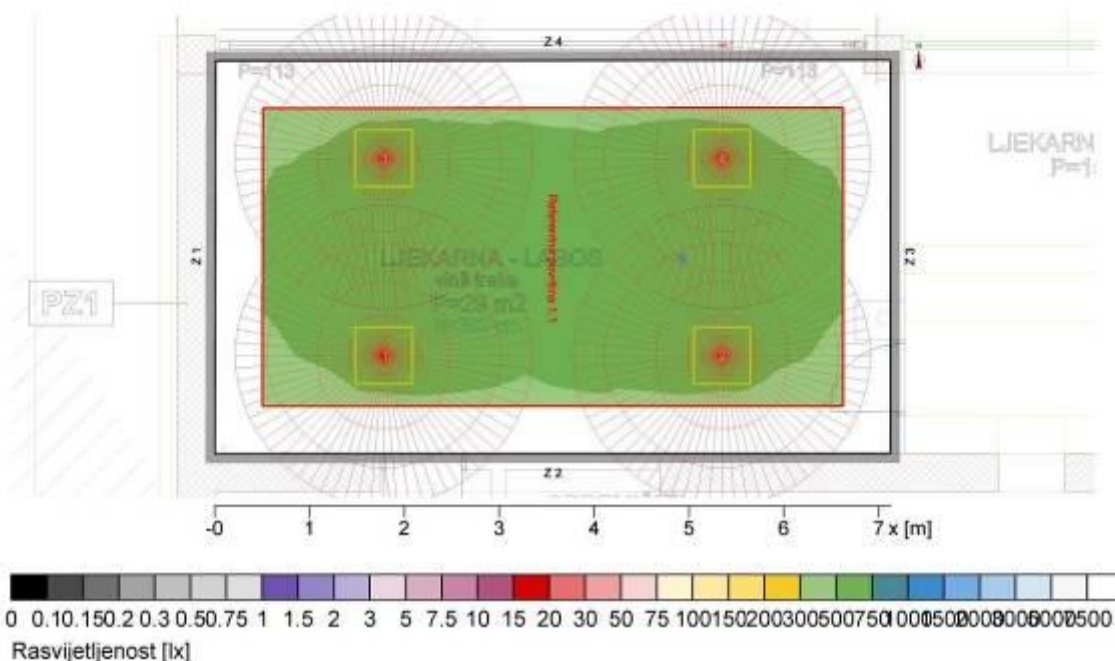 Z 4
P=113
P=113
LJEKARN
P=1
Z 1
Z 3
LJEKARNA - LABOS
P=29 m2
PZ1
Z 2
-0 1 2 3 4 5 6 7 x [m]
0 0.1 0.15 0.2 0.3 0.5 0.75 1 1.5 2 3 5 7.5 10 15 20 30 50 75 100 150 200 300 500 750 1000 1500 2000 3000 5000 7500
Rasvijetljenost [lx]